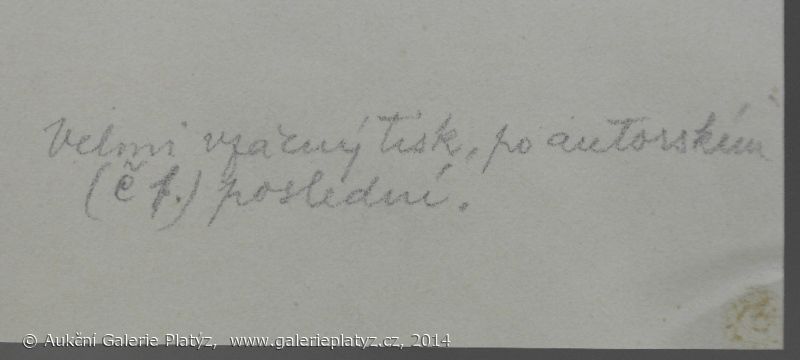 Velmi vzácný tisk, po autorském
(č 1.) poslední.
© Aukční Galerie Platýz, www.galerieplatyz.cz, 2014